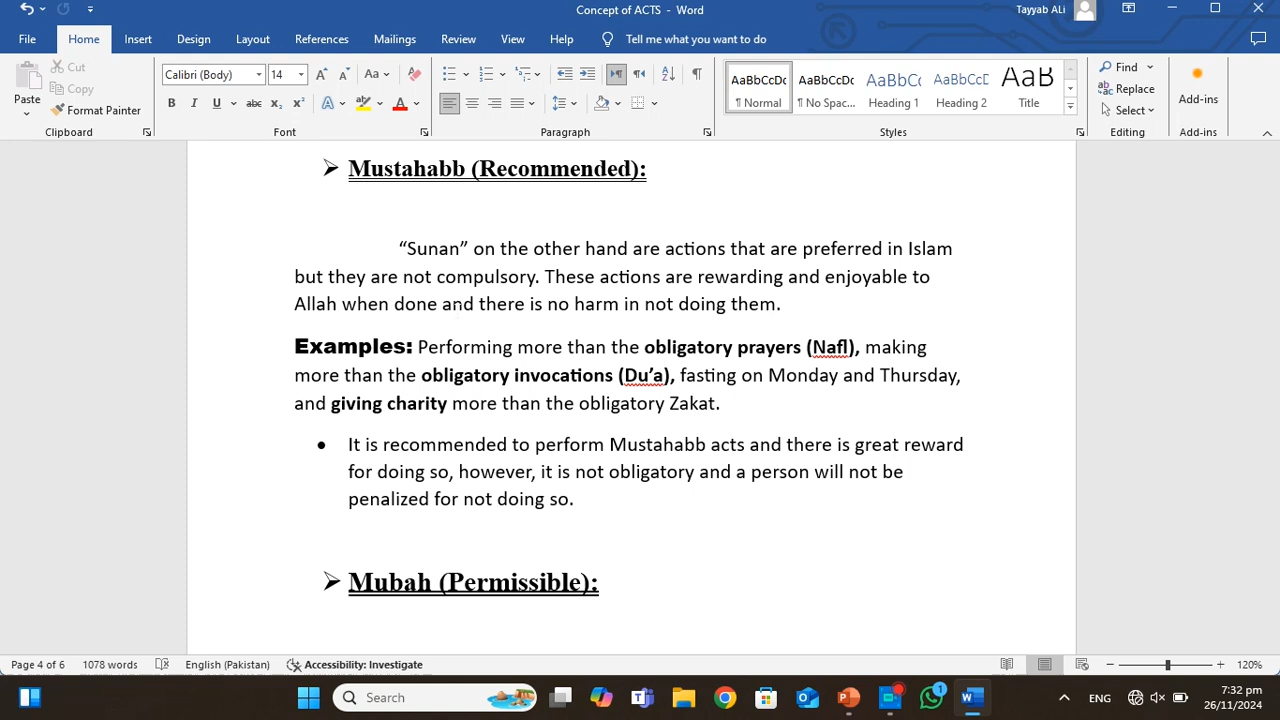 Concept of ACTS - Word
Tayyab ALi
File Home Insert Design Layout References Mailings Review View Help Tell me what you want to do
Paste Cut Copy Format Painter
Calibri (Body) 14
AaBbCcDc AaBbCcDc AaBbCc AaBbCcD AaB
¶ Normal ¶ No Spac... Heading 1 Heading 2 Title
Find Replace Select Add-ins
Clipboard Font Paragraph Styles Editing Add-ins
➢ Mustahabb (Recommended):
“Sunan” on the other hand are actions that are preferred in Islam
but they are not compulsory. These actions are rewarding and enjoyable to
Allah when done and there is no harm in not doing them.
Examples: Performing more than the obligatory prayers (Nafl), making
more than the obligatory invocations (Du’a), fasting on Monday and Thursday,
and giving charity more than the obligatory Zakat.
• It is recommended to perform Mustahabb acts and there is great reward
for doing so, however, it is not obligatory and a person will not be
penalized for not doing so.
➢ Mubah (Permissible):
Page 4 of 6 1078 words English (Pakistan) Accessibility: Investigate 120%
Search 1 ENG 7:32 pm
26/11/2024